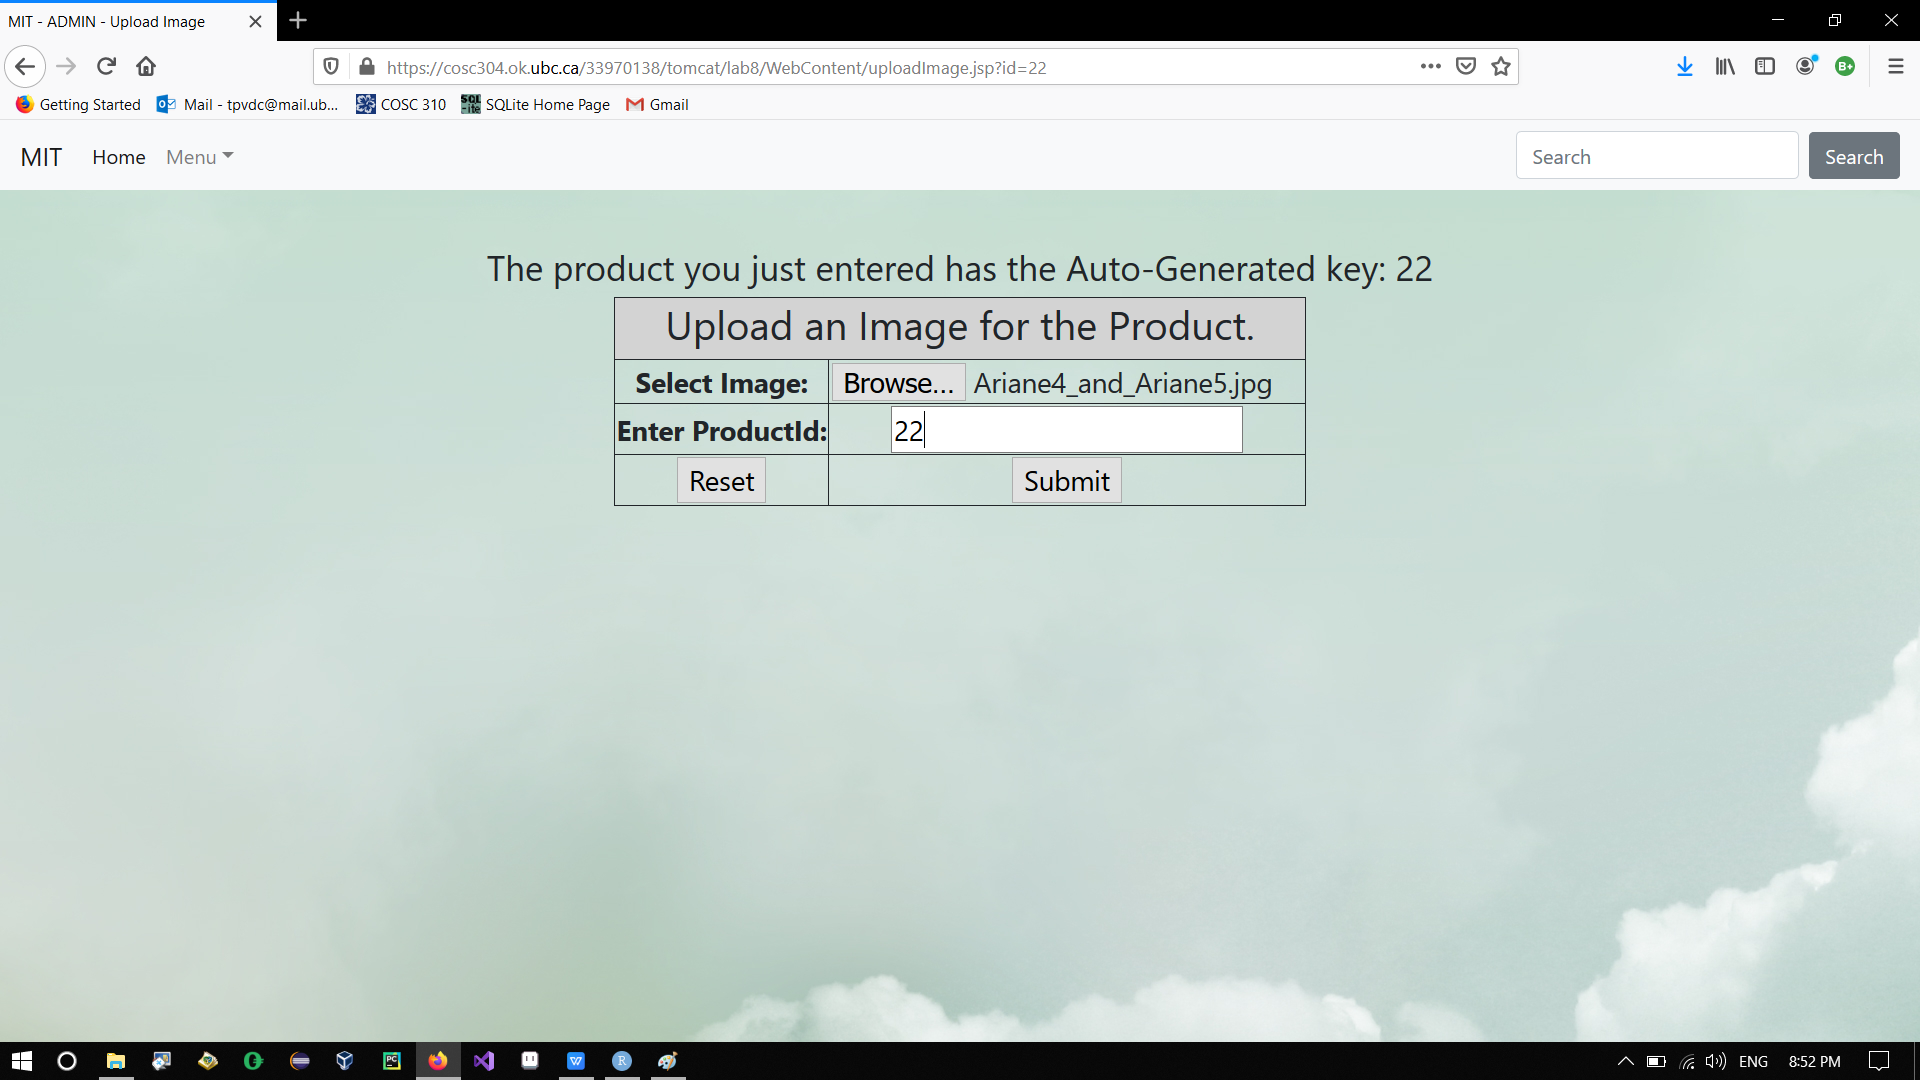 MIT - ADMIN - Upload Image
https://cosc304.ok.ubc.ca/33970138/tomcat/lab8/WebContent/uploadImage.jsp?id=22
Getting Started Mail - tpvdc@mail.ub... COSC 310 SQLite Home Page Gmail
MIT Home Menu Search Search
The product you just entered has the Auto-Generated key: 22
Upload an Image for the Product.
Select Image: Browse... Ariane4_and_Ariane5.jpg
Enter ProductId: 22
Reset Submit
ENG 8:52 PM